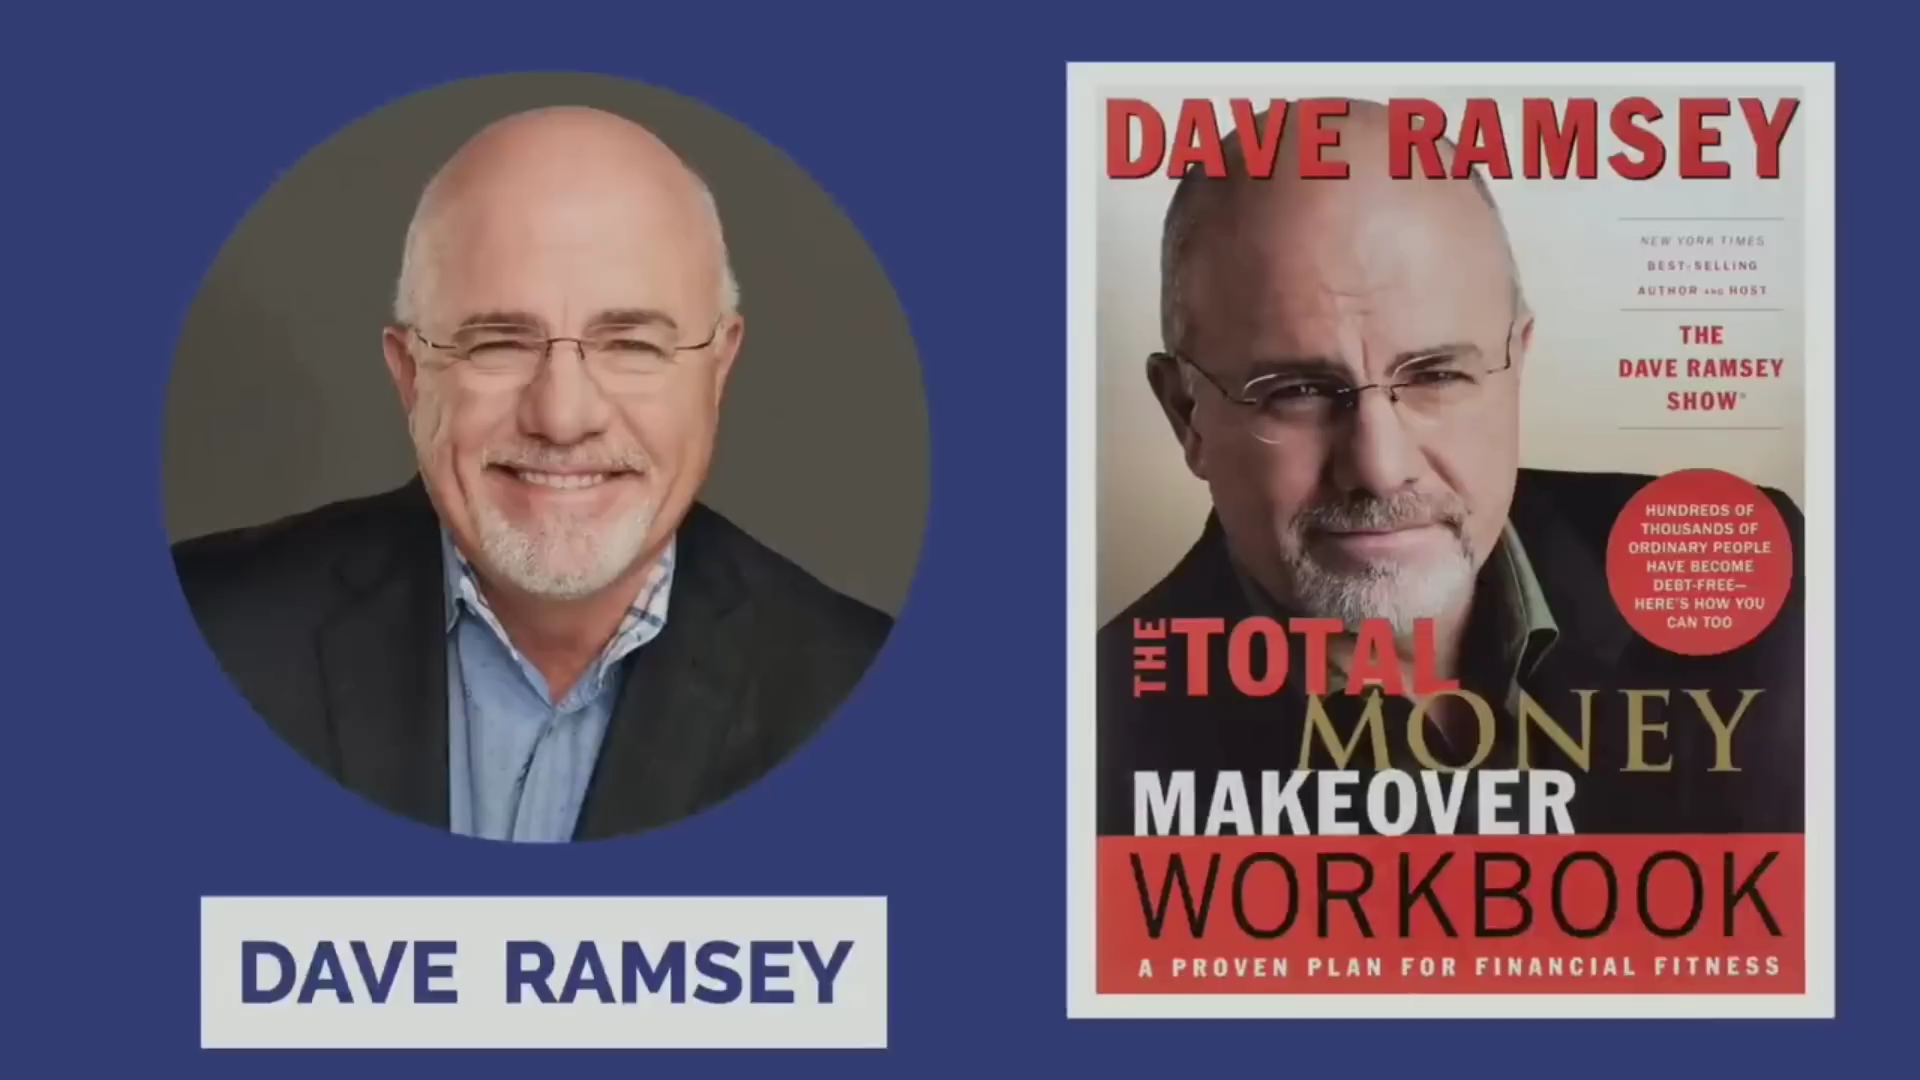 DAVE RAMSEY
DAVE RAMSEY
NEW YORK TIMES
BEST-SELLING
AUTHOR AND HOST
THE
DAVE RAMSEY
SHOW®
HUNDREDS OF
THOUSANDS OF
ORDINARY PEOPLE
HAVE BECOME
DEBT-FREE—
HERE'S HOW YOU
CAN TOO
THE TOTAL
MONEY
MAKEOVER
WORKBOOK
A PROVEN PLAN FOR FINANCIAL FITNESS